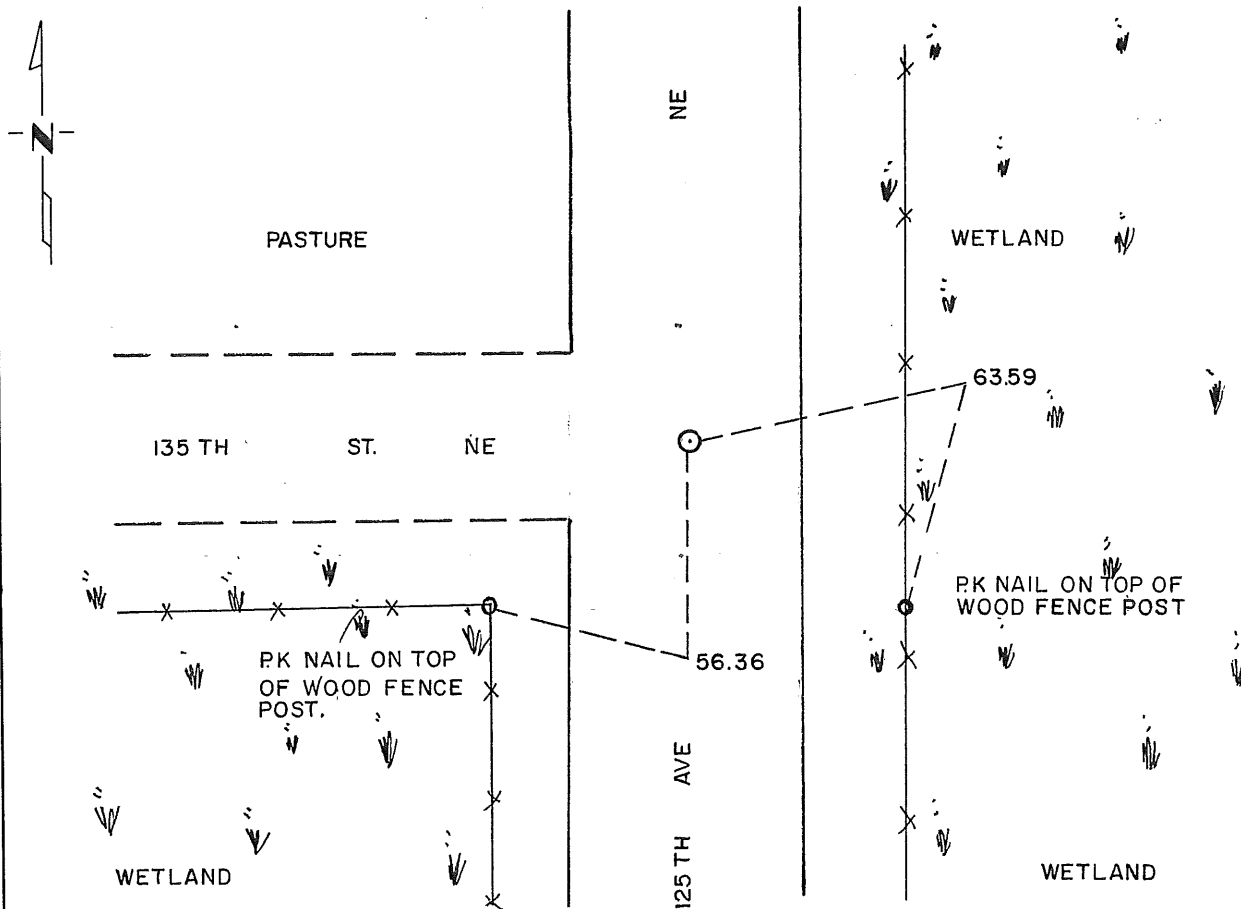 N
NE
PASTURE
WETLAND
63.59
135 TH ST. NE
P.K NAIL ON TOP OF
WOOD FENCE POST
56.36
P.K NAIL ON TOP
OF WOOD FENCE
POST.
125 TH AVE
WETLAND
WETLAND